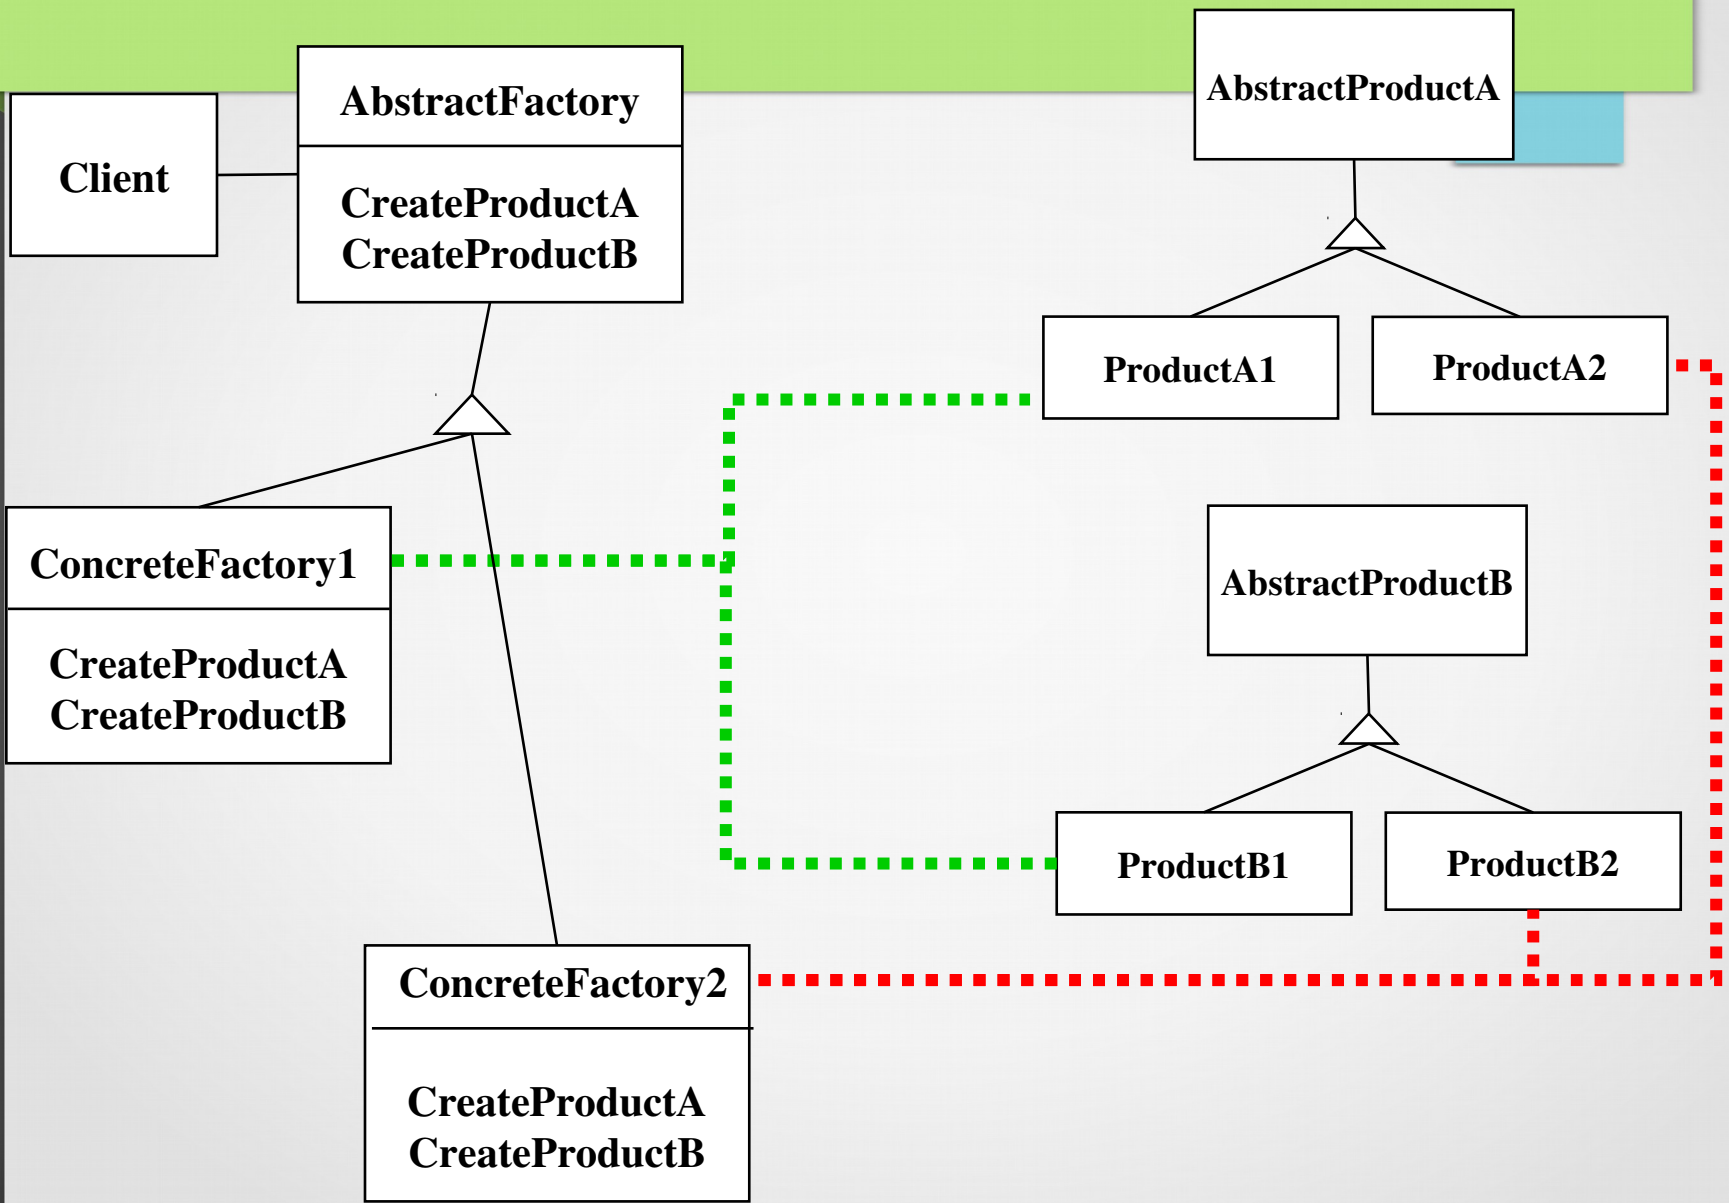 AbstractFactory
CreateProductA
CreateProductB
Client
AbstractProductA
ProductA1
ProductA2
ConcreteFactory1
CreateProductA
CreateProductB
AbstractProductB
ProductB1
ProductB2
ConcreteFactory2
CreateProductA
CreateProductB